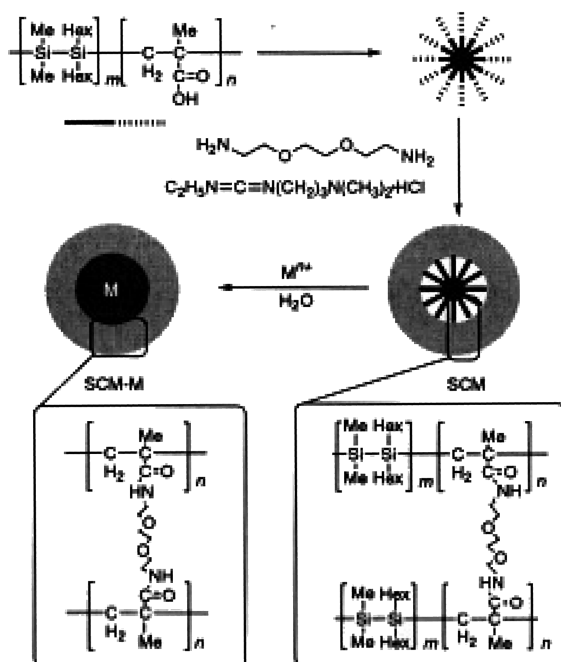 Me Hex Me
Si—Si C—C
Me Hex m H2 C=O n
OH
H2N O O NH2
C2H5N=C=N(CH2)3N(CH3)2·HCl
M Mn+
H2O
SCM-M SCM
Me
C—C
H2 C=O n
HN
O
O
NH
C=O
C—C
H2 Me n
Me Hex Me
Si—Si C—C
Me Hex m H2 C=O n
NH
O
O
HN
Me Hex C=O
Si—Si C—C
Me Hex m H2 Me n